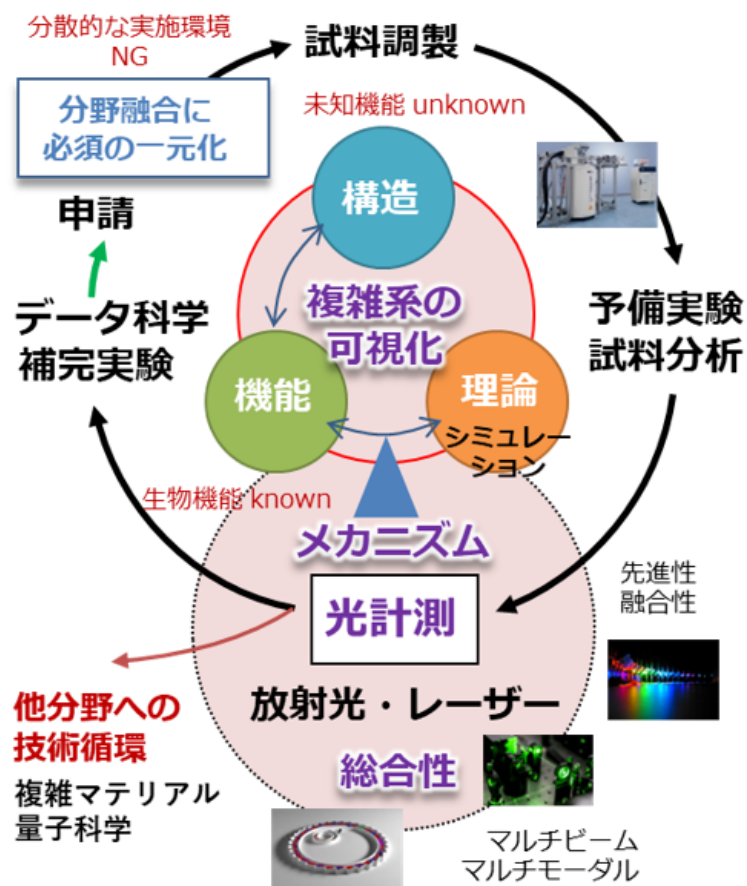 分散的な実施環境
NG
試料調製
分野融合に
必須の一元化
未知機能 unknown
構造
申請
複雑系の
可視化
データ科学
補完実験
予備実験
試料分析
機能
理論
シミュレー
ション
生物機能 known
メカニズム
光計測
先進性
融合性
放射光・レーザー
他分野への
技術循環
総合性
複雑マテリアル
量子科学
マルチビーム
マルチモーダル